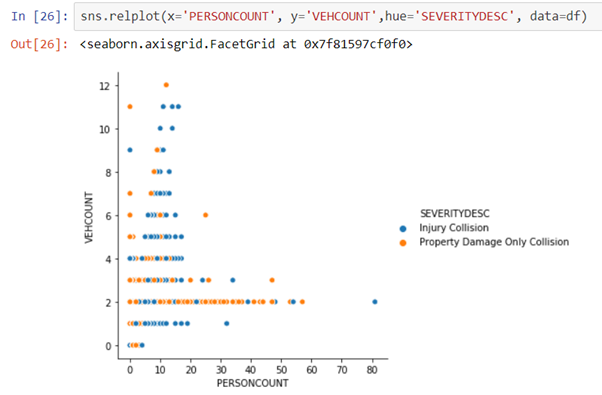 In [26]: sns.relplot(x='PERSONCOUNT', y='VEHCOUNT',hue='SEVERITYDESC', data=df)
Out[26]: <seaborn.axisgrid.FacetGrid at 0x7f81597cf0f0>
12
10
8
6
4
2
0
VEHCOUNT
0 10 20 30 40 50 60 70 80
PERSONCOUNT
SEVERITYDESC
Injury Collision
Property Damage Only Collision